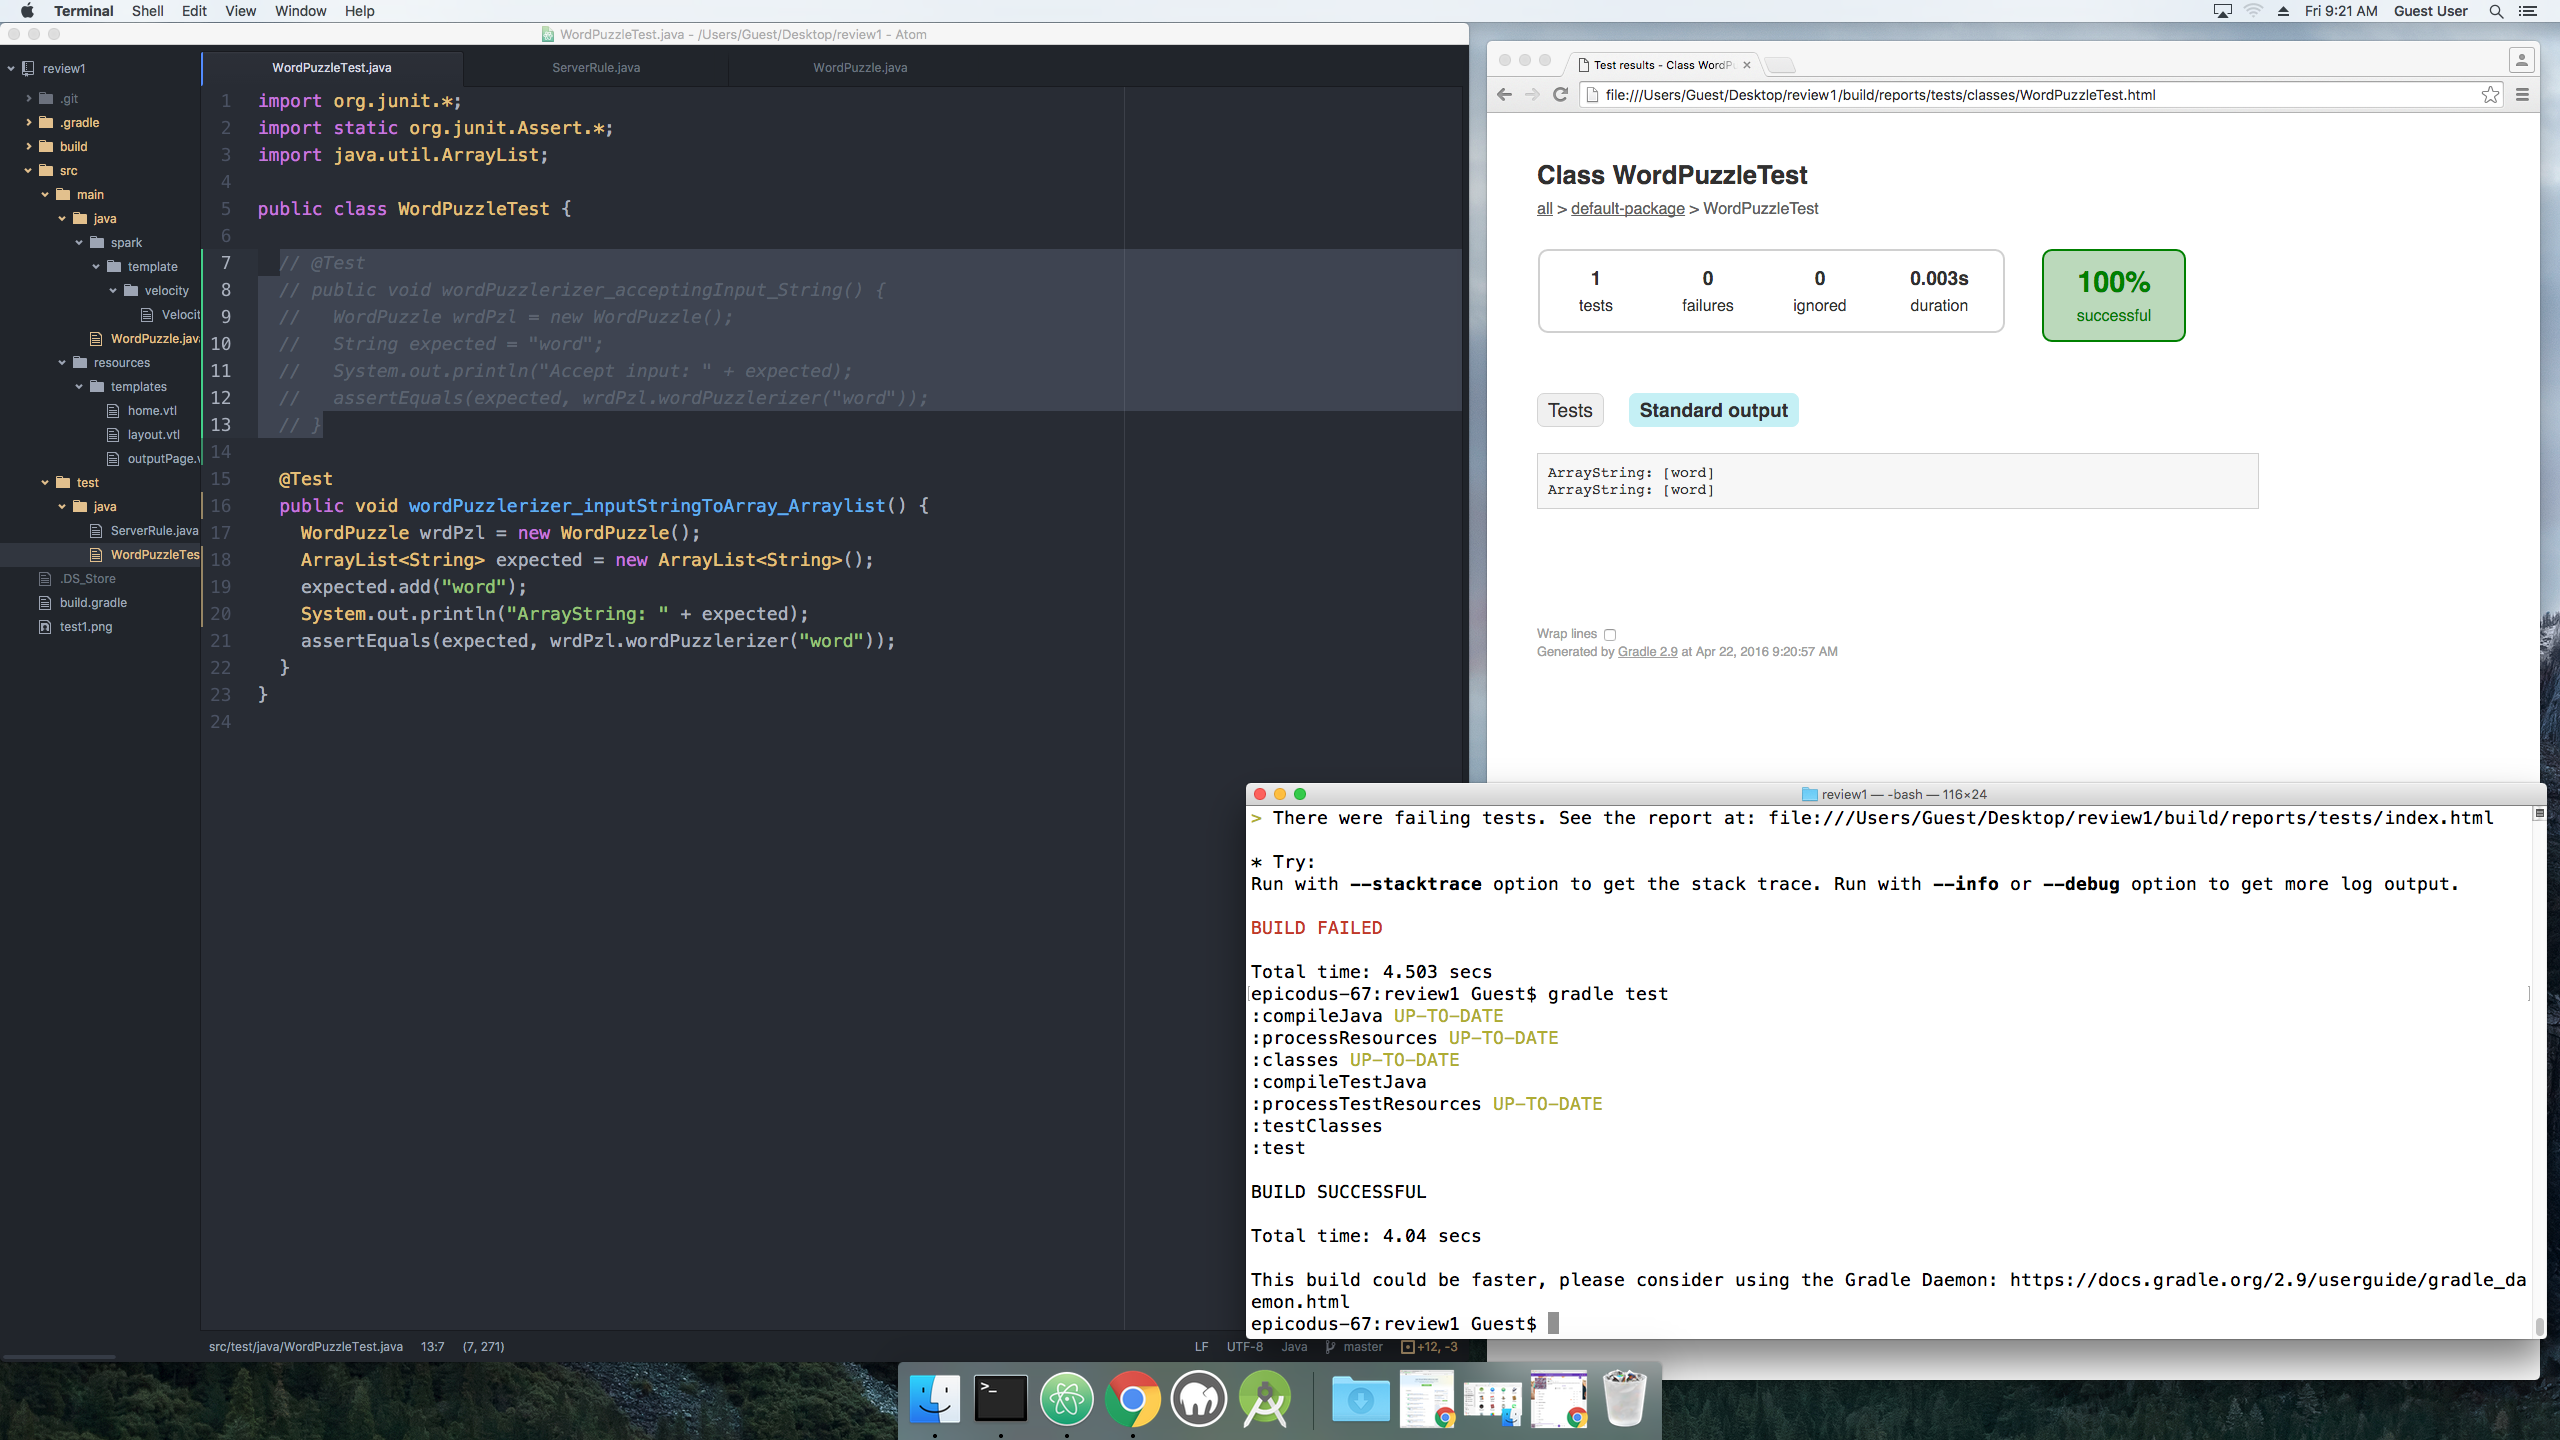 Terminal Shell Edit View Window Help
Fri 9:21 AM Guest User
WordPuzzleTest.java - /Users/Guest/Desktop/review1 - Atom
review1
.git
.gradle
build
src
main
java
spark
template
velocity
Velocit
WordPuzzle.jav
resources
templates
home.vtl
layout.vtl
outputPage.v
test
java
ServerRule.java
WordPuzzleTes
.DS_Store
build.gradle
test1.png
WordPuzzleTest.java ServerRule.java WordPuzzle.java
1 import org.junit.*;
2 import static org.junit.Assert.*;
3 import java.util.ArrayList;
4
5 public class WordPuzzleTest {
6
7 // @Test
8 // public void wordPuzzlerizer_acceptingInput_String() {
9 // WordPuzzle wrdPzl = new WordPuzzle();
10 // String expected = "word";
11 // System.out.println("Accept input: " + expected);
12 // assertEquals(expected, wrdPzl.wordPuzzlerizer("word"));
13 // }
14
15 @Test
16 public void wordPuzzlerizer_inputStringToArray_Arraylist() {
17 WordPuzzle wrdPzl = new WordPuzzle();
18 ArrayList<String> expected = new ArrayList<String>();
19 expected.add("word");
20 System.out.println("ArrayString: " + expected);
21 assertEquals(expected, wrdPzl.wordPuzzlerizer("word"));
22 }
23 }
24
src/test/java/WordPuzzleTest.java 13:7 (7, 271)
LF UTF-8 Java master +12, -3
Test results - Class WordPu
file:///Users/Guest/Desktop/review1/build/reports/tests/classes/WordPuzzleTest.html
Class WordPuzzleTest
all > default-package > WordPuzzleTest
1 0 0 0.003s
tests failures ignored duration
100%
successful
Tests Standard output
ArrayString: [word]
ArrayString: [word]
Wrap lines
Generated by Gradle 2.9 at Apr 22, 2016 9:20:57 AM
review1 — -bash — 116×24
> There were failing tests. See the report at: file:///Users/Guest/Desktop/review1/build/reports/tests/index.html
* Try:
Run with --stacktrace option to get the stack trace. Run with --info or --debug option to get more log output.
BUILD FAILED
Total time: 4.503 secs
epicodus-67:review1 Guest$ gradle test
:compileJava UP-TO-DATE
:processResources UP-TO-DATE
:classes UP-TO-DATE
:compileTestJava
:processTestResources UP-TO-DATE
:testClasses
:test
BUILD SUCCESSFUL
Total time: 4.04 secs
This build could be faster, please consider using the Gradle Daemon: https://docs.gradle.org/2.9/userguide/gradle_da
emon.html
epicodus-67:review1 Guest$